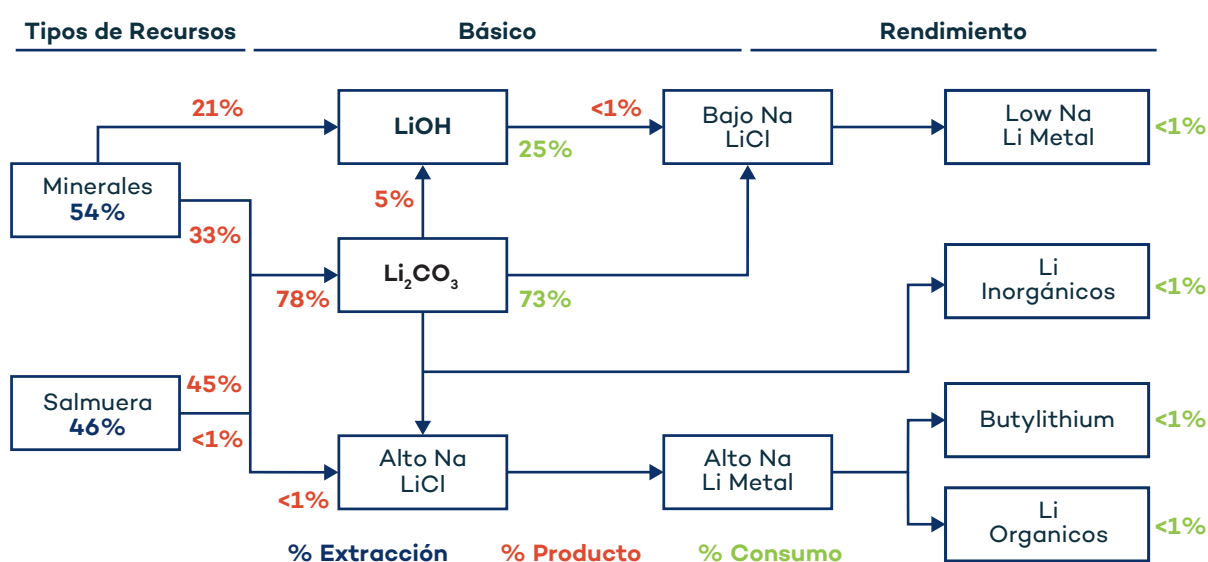 Tipos de Recursos
Básico
Rendimiento
21%
LiOH
<1%
25%
Bajo Na
LiCl
Low Na
Li Metal
<1%
Minerales
54%
33%
5%
78%
Li₂CO₃
73%
Li
Inorgánicos
<1%
Salmuera
46%
45%
<1%
<1%
Alto Na
LiCl
Alto Na
Li Metal
Butylithium
<1%
Li
Organicos
<1%
% Extracción
% Producto
% Consumo